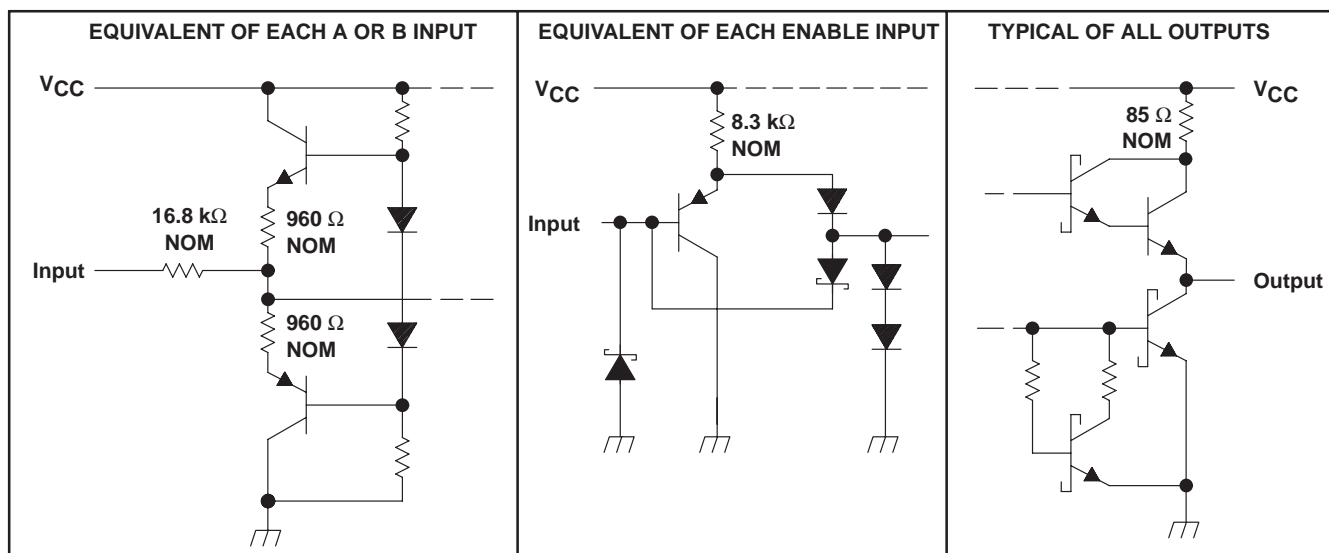 EQUIVALENT OF EACH A OR B INPUT
VCC
16.8 kΩ
NOM
960 Ω
NOM
Input
960 Ω
NOM
EQUIVALENT OF EACH ENABLE INPUT
VCC
8.3 kΩ
NOM
Input
TYPICAL OF ALL OUTPUTS
VCC
85 Ω
NOM
Output